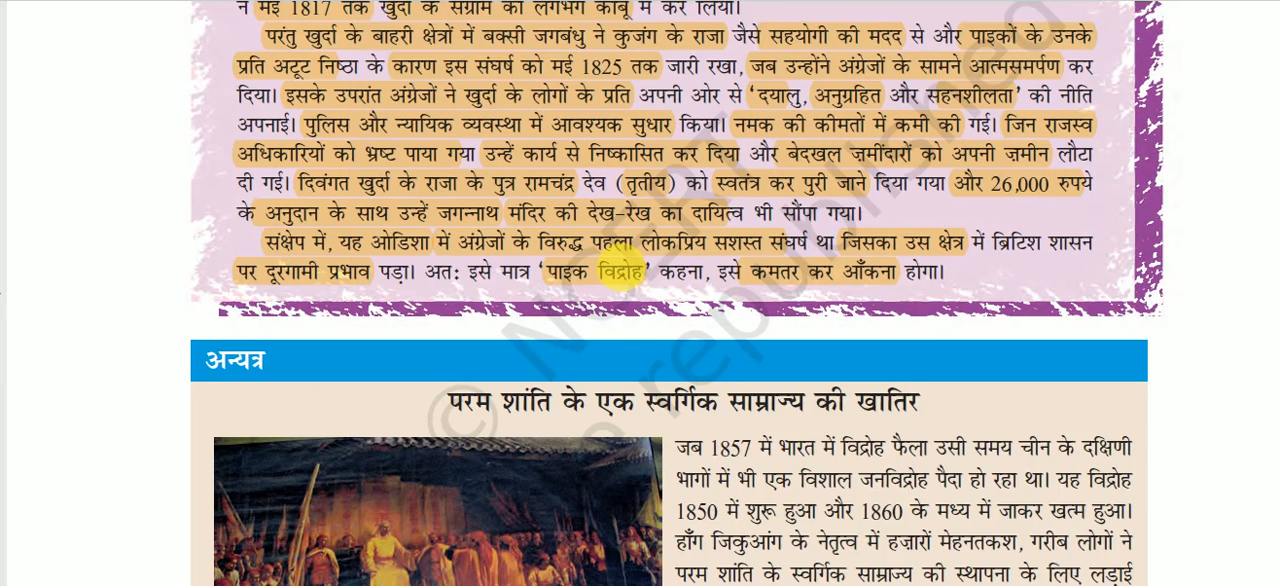 न मई 1817 तक खुर्दा के संग्राम को लगभग काबू में कर लिया।
परंतु खुर्दा के बाहरी क्षेत्रों में बक्सी जगबंधु ने कुजंग के राजा जैसे सहयोगी की मदद से और पाइकों के उनके
प्रति अटूट निष्ठा के कारण इस संघर्ष को मई 1825 तक जारी रखा, जब उन्होंने अंग्रेजों के सामने आत्मसमर्पण कर
दिया। इसके उपरांत अंग्रेजों ने खुर्दा के लोगों के प्रति अपनी ओर से ‘दयालु, अनुग्रहित और सहनशीलता’ की नीति
अपनाई। पुलिस और न्यायिक व्यवस्था में आवश्यक सुधार किया। नमक की कीमतों में कमी की गई। जिन राजस्व
अधिकारियों को भ्रष्ट पाया गया उन्हें कार्य से निष्कासित कर दिया और बेदखल ज़मींदारों को अपनी ज़मीन लौटा
दी गई। दिवंगत खुर्दा के राजा के पुत्र रामचंद्र देव (तृतीय) को स्वतंत्र कर पुरी जाने दिया गया और 26,000 रुपये
के अनुदान के साथ उन्हें जगन्नाथ मंदिर की देख-रेख का दायित्व भी सौंपा गया।
संक्षेप में, यह ओडिशा में अंग्रेजों के विरुद्ध पहला लोकप्रिय सशस्त संघर्ष था जिसका उस क्षेत्र में ब्रिटिश शासन
पर दूरगामी प्रभाव पड़ा। अत: इसे मात्र ‘पाइक विद्रोह’ कहना, इसे कमतर कर आँकना होगा।
© NCERT
be republished
अन्यत्र
परम शांति के एक स्वर्गिक साम्राज्य की खातिर
जब 1857 में भारत में विद्रोह फैला उसी समय चीन के दक्षिणी
भागों में भी एक विशाल जनविद्रोह पैदा हो रहा था। यह विद्रोह
1850 में शुरू हुआ और 1860 के मध्य में जाकर खत्म हुआ।
हाँग जिकुआंग के नेतृत्व में हज़ारों मेहनतकश, गरीब लोगों ने
परम शांति के स्वर्गिक साम्राज्य की स्थापना के लिए लड़ाई